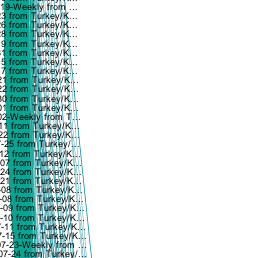 19-Weekly from ...
3 from Turkey/K...
6 from Turkey/K...
8 from Turkey/K...
9 from Turkey/K...
1 from Turkey/K...
5 from Turkey/K...
7 from Turkey/K...
21 from Turkey/K...
22 from Turkey/K...
30 from Turkey/K...
01 from Turkey/K...
02-Weekly from T...
11 from Turkey/K...
22 from Turkey/K...
-25 from Turkey/...
-12 from Turkey/K...
-07 from Turkey/K...
-24 from Turkey/K...
-21 from Turkey/K...
-08 from Turkey/K...
-08 from Turkey/K...
-09 from Turkey/K...
-10 from Turkey/K...
-11 from Turkey/K...
7-15 from Turkey/K...
07-23-Weekly from ...
07-24 from Turkey/...